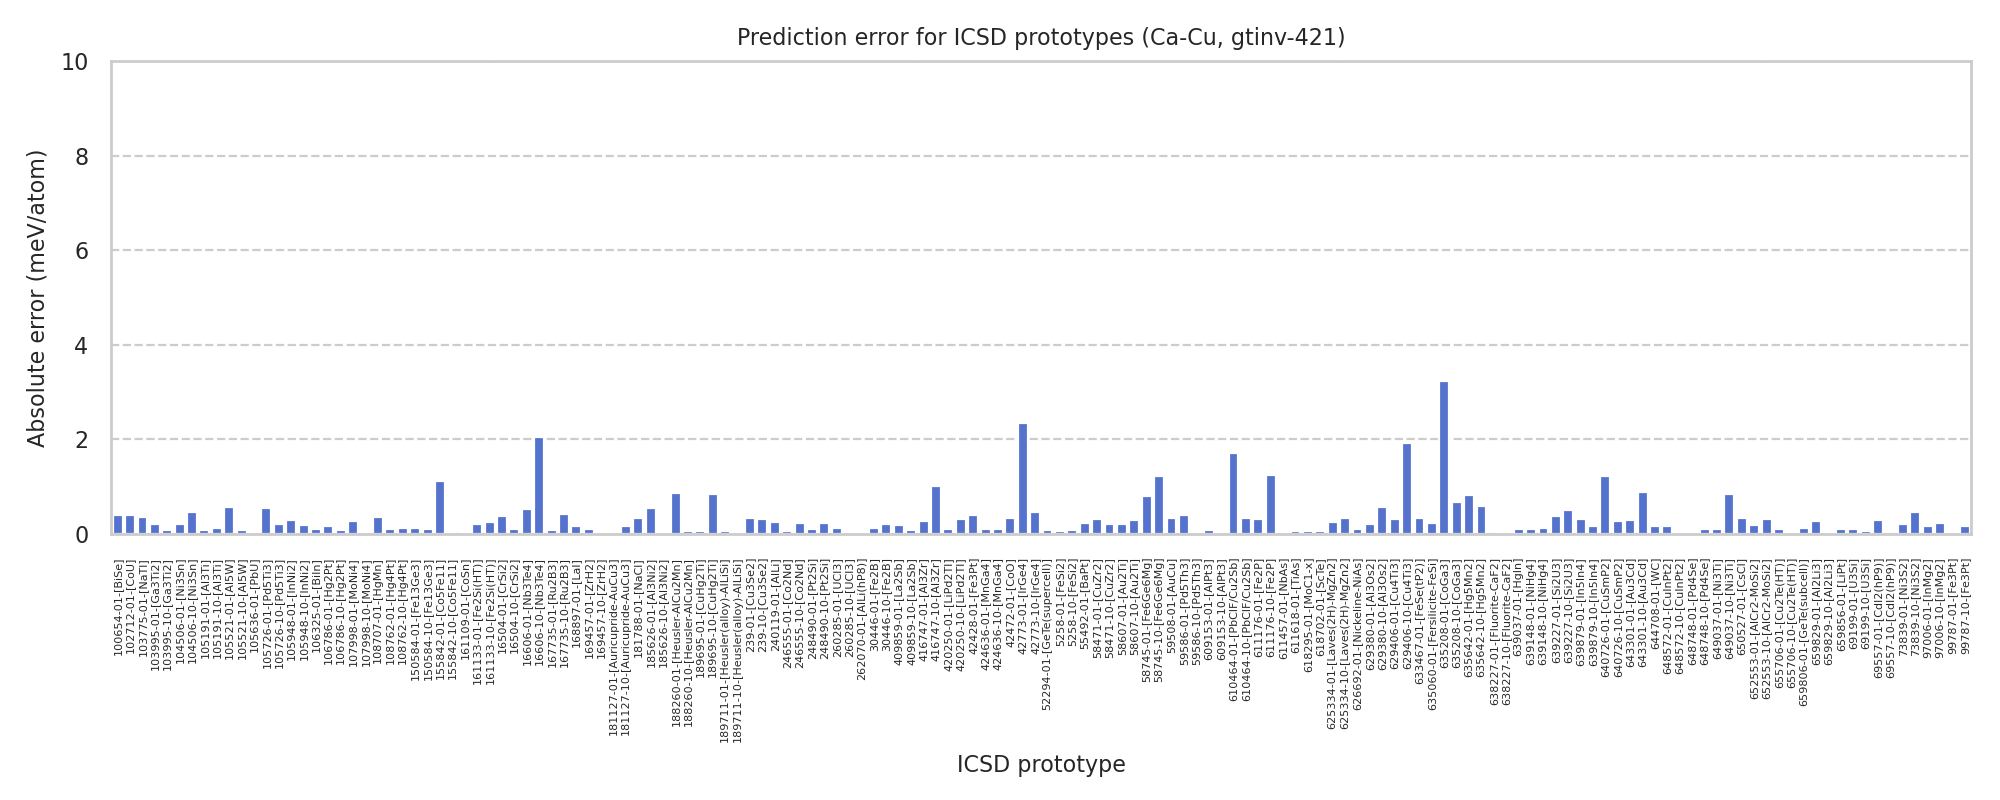 Prediction error for ICSD prototypes (Ca-Cu, gtinv-421)
Absolute error (meV/atom)
10
8
6
4
2
0
100654-01-[BiSe]
102712-01-[CoU]
103775-01-[NaTl]
103995-01-[Ga3Ti2]
103995-10-[Ga3Ti2]
104506-01-[Ni3Sn]
104506-10-[Ni3Sn]
105191-01-[Al3Ti]
105191-10-[Al3Ti]
105521-01-[Al5W]
105521-10-[Al5W]
105636-01-[PbU]
105726-01-[Pd5Ti3]
105726-10-[Pd5Ti3]
105948-01-[InNi2]
105948-10-[InNi2]
106325-01-[BiIn]
106786-01-[Hg2Pt]
106786-10-[Hg2Pt]
107998-01-[MoNi4]
107998-10-[MoNi4]
108707-01-[HgMn]
108762-01-[Hg4Pt]
108762-10-[Hg4Pt]
150584-01-[Fe13Ge3]
150584-10-[Fe13Ge3]
155842-01-[Co5Fe11]
155842-10-[Co5Fe11]
161109-01-[CoSn]
161133-01-[Fe2Si(HT)]
161133-10-[Fe2Si(HT)]
16504-01-[CrSi2]
16504-10-[CrSi2]
16606-01-[Nb3Te4]
16606-10-[Nb3Te4]
167735-01-[Ru2B3]
167735-10-[Ru2B3]
168897-01-[LaI]
169457-01-[ZrH2]
169457-10-[ZrH2]
181127-01-[Auricupride-AuCu3]
181127-10-[Auricupride-AuCu3]
181788-01-[NaCl]
185626-01-[Al3Ni2]
185626-10-[Al3Ni2]
188260-01-[Heusler-AlCu2Mn]
188260-10-[Heusler-AlCu2Mn]
189695-01-[CuHg2Ti]
189695-10-[CuHg2Ti]
189711-01-[Heusler(alloy)-AlLiSi]
189711-10-[Heusler(alloy)-AlLiSi]
239-01-[Cu3Se2]
239-10-[Cu3Se2]
240119-01-[AlLi]
246555-01-[Co2Nd]
246555-10-[Co2Nd]
248490-01-[Pt2Si]
248490-10-[Pt2Si]
260285-01-[UCl3]
260285-10-[UCl3]
262070-01-[AlLi(hP8)]
30446-01-[Fe2B]
30446-10-[Fe2B]
409859-01-[La2Sb]
409859-10-[La2Sb]
416747-01-[Al3Zr]
416747-10-[Al3Zr]
420250-01-[LiPd2Tl]
420250-10-[LiPd2Tl]
42428-01-[Fe3Pt]
424636-01-[MnGa4]
424636-10-[MnGa4]
42472-01-[CoO]
42773-01-[IrGe4]
42773-10-[IrGe4]
52294-01-[GeTe(supercell)]
5258-01-[FeSi2]
5258-10-[FeSi2]
55492-01-[BaPt]
58471-01-[CuZr2]
58471-10-[CuZr2]
58607-01-[Au2Ti]
58607-10-[Au2Ti]
58745-01-[Fe6Ge6Mg]
58745-10-[Fe6Ge6Mg]
59508-01-[AuCu]
59586-01-[Pd5Th3]
59586-10-[Pd5Th3]
609153-01-[AlPt3]
609153-10-[AlPt3]
610464-01-[PbClF/Cu2Sb]
610464-10-[PbClF/Cu2Sb]
611176-01-[Fe2P]
611176-10-[Fe2P]
611457-01-[NbAs]
611618-01-[TiAs]
618295-01-[MoC1-x]
618702-01-[ScTe]
625334-01-[Laves(2H)-MgZn2]
625334-10-[Laves(2H)-MgZn2]
626692-01-[Nickeline-NiAs]
629380-01-[Al3Os2]
629380-10-[Al3Os2]
629406-01-[Cu4Ti3]
629406-10-[Cu4Ti3]
633467-01-[FeSe(tP2)]
635060-01-[Fersilicite-FeSi]
635208-01-[CoGa3]
635208-10-[CoGa3]
635642-01-[Hg5Mn2]
635642-10-[Hg5Mn2]
638227-01-[Fluorite-CaF2]
638227-10-[Fluorite-CaF2]
639037-01-[HgIn]
639148-01-[NiHg4]
639148-10-[NiHg4]
639227-01-[Si2U3]
639227-10-[Si2U3]
639879-01-[In5In4]
639879-10-[In5In4]
640726-01-[CuSmP2]
640726-10-[CuSmP2]
643301-01-[Au3Cd]
643301-10-[Au3Cd]
644708-01-[WC]
648572-01-[CuInPt2]
648572-10-[CuInPt2]
648748-01-[Pd4Se]
648748-10-[Pd4Se]
649037-01-[Ni3Ti]
649037-10-[Ni3Ti]
650527-01-[CsCl]
652553-01-[AlCr2-MoSi2]
652553-10-[AlCr2-MoSi2]
655706-01-[Cu2Te(HT)]
655706-10-[Cu2Te(HT)]
659806-01-[GeTe(subcell)]
659829-01-[Al2Li3]
659829-10-[Al2Li3]
659856-01-[LiPt]
69199-01-[U3Si]
69199-10-[U3Si]
69557-01-[CdI2(hP9)]
69557-10-[CdI2(hP9)]
73839-01-[Ni3S2]
73839-10-[Ni3S2]
97006-01-[InMg2]
97006-10-[InMg2]
99787-01-[Fe3Pt]
99787-10-[Fe3Pt]
ICSD prototype